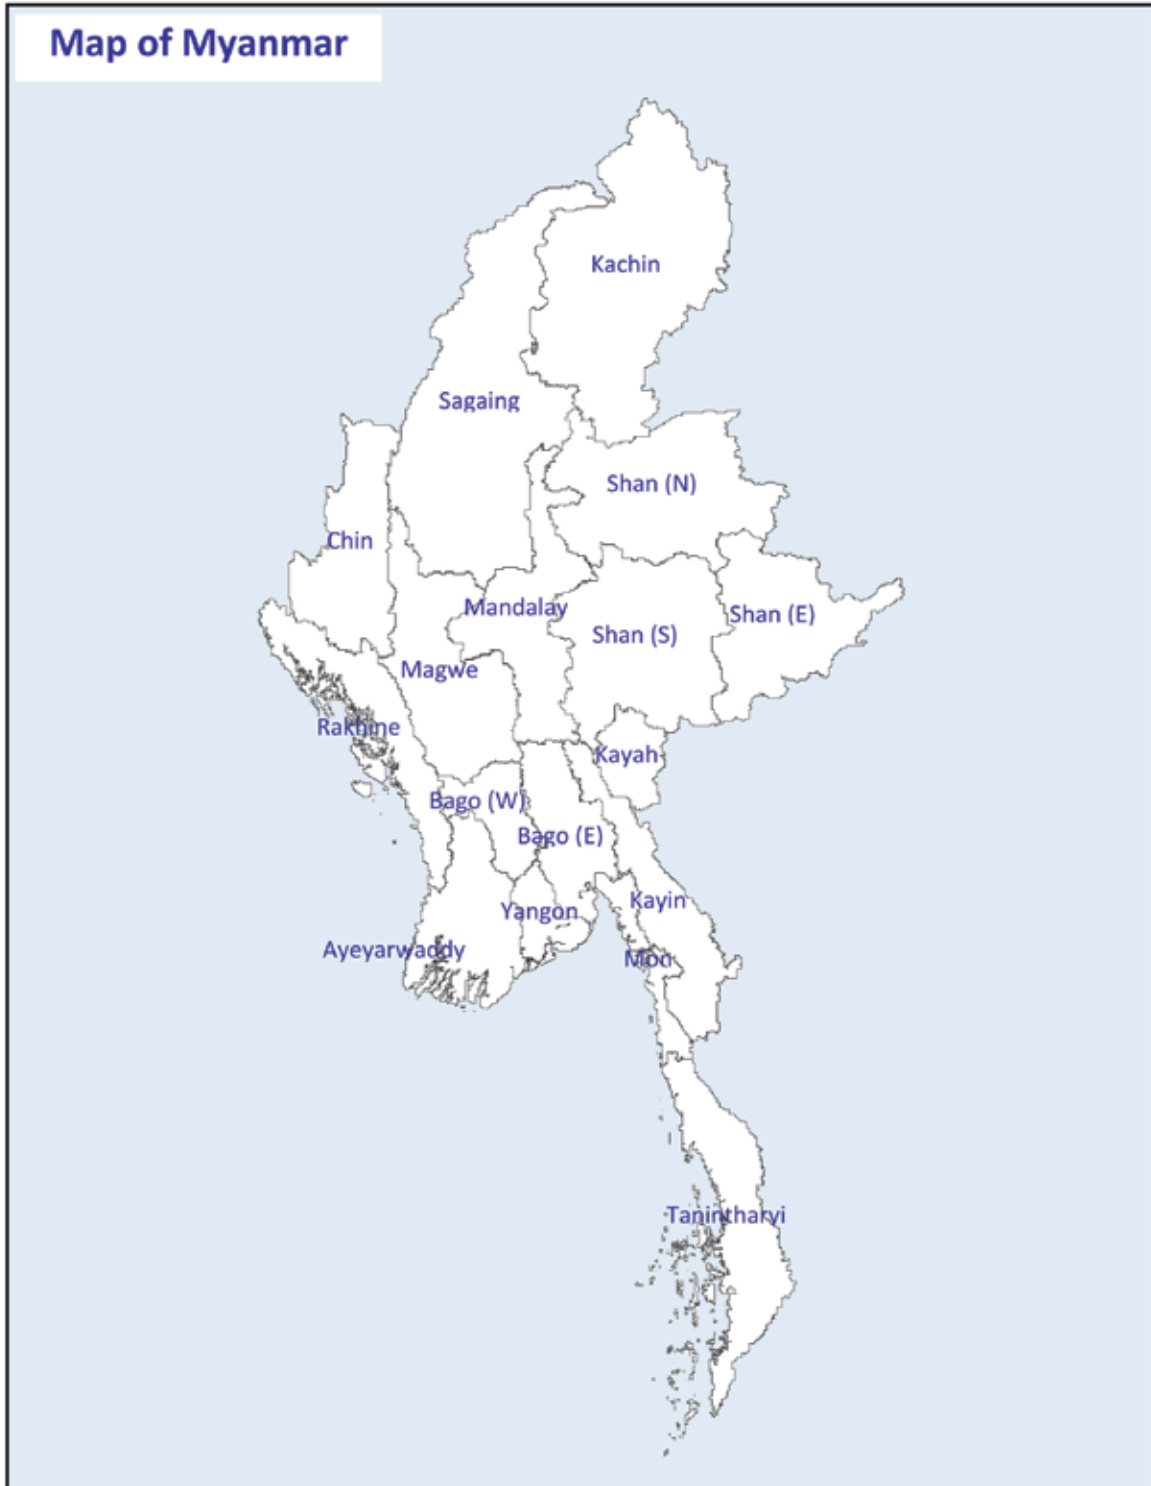 Map of Myanmar
Kachin
Sagaing
Shan (N)
Chin
Mandalay
Shan (E)
Shan (S)
Magwe
Rakhine
Kayah
Bago (W)
Bago (E)
Kayin
Yangon
Ayeyarwaddy
Mon
Tanintharyi